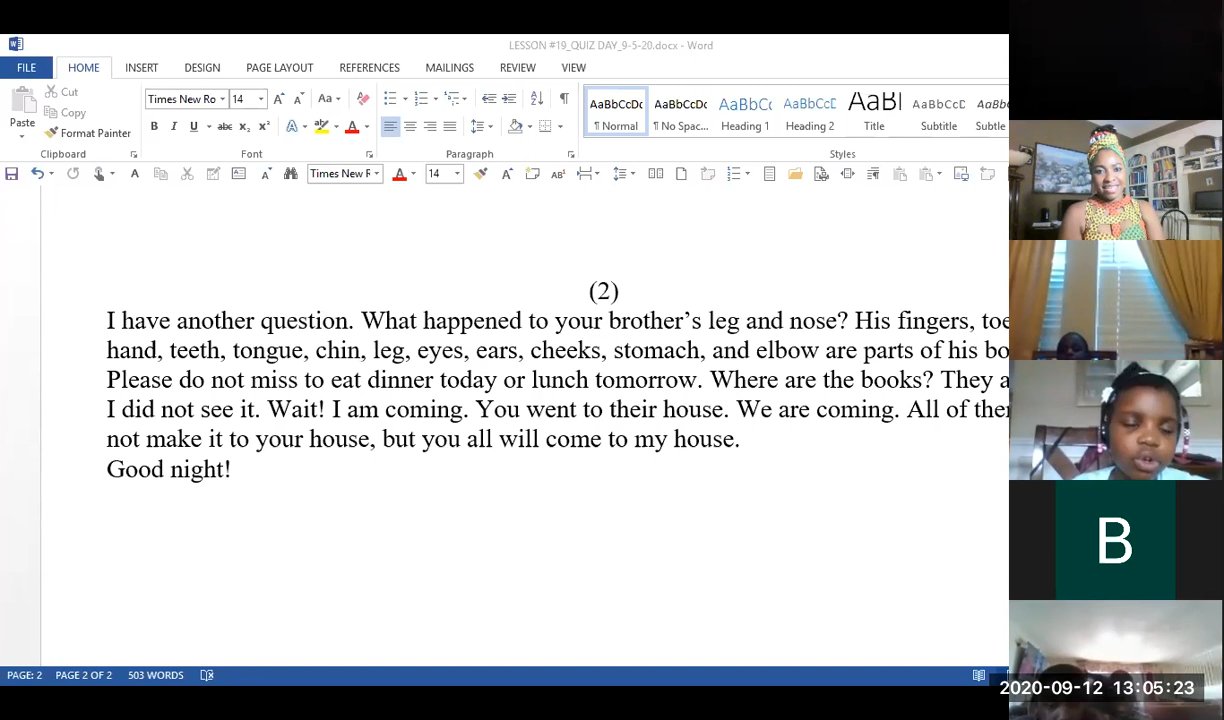 LESSON #19_QUIZ DAY_9-5-20.docx - Word
FILE HOME INSERT DESIGN PAGE LAYOUT REFERENCES MAILINGS REVIEW VIEW
Cut
Copy
Format Painter
Paste
Times New Ro 14
Aa
B I U abc x₂ x² A A
AaBbCcDc AaBbCcDc AaBbCc AaBbCcD AaBl AaBbCcD
¶ Normal ¶ No Spac... Heading 1 Heading 2 Title Subtitle Subtle
Clipboard Font Paragraph Styles
Times New R 14
(2)
I have another question. What happened to your brother’s leg and nose? His fingers,
hand, teeth, tongue, chin, leg, eyes, ears, cheeks, stomach, and elbow are parts of his
Please do not miss to eat dinner today or lunch tomorrow. Where are the books? They
I did not see it. Wait! I am coming. You went to their house. We are coming. All of
not make it to your house, but you all will come to my house.
Good night!
B
PAGE: 2 PAGE 2 OF 2 503 WORDS
2020-09-12 13:05:23